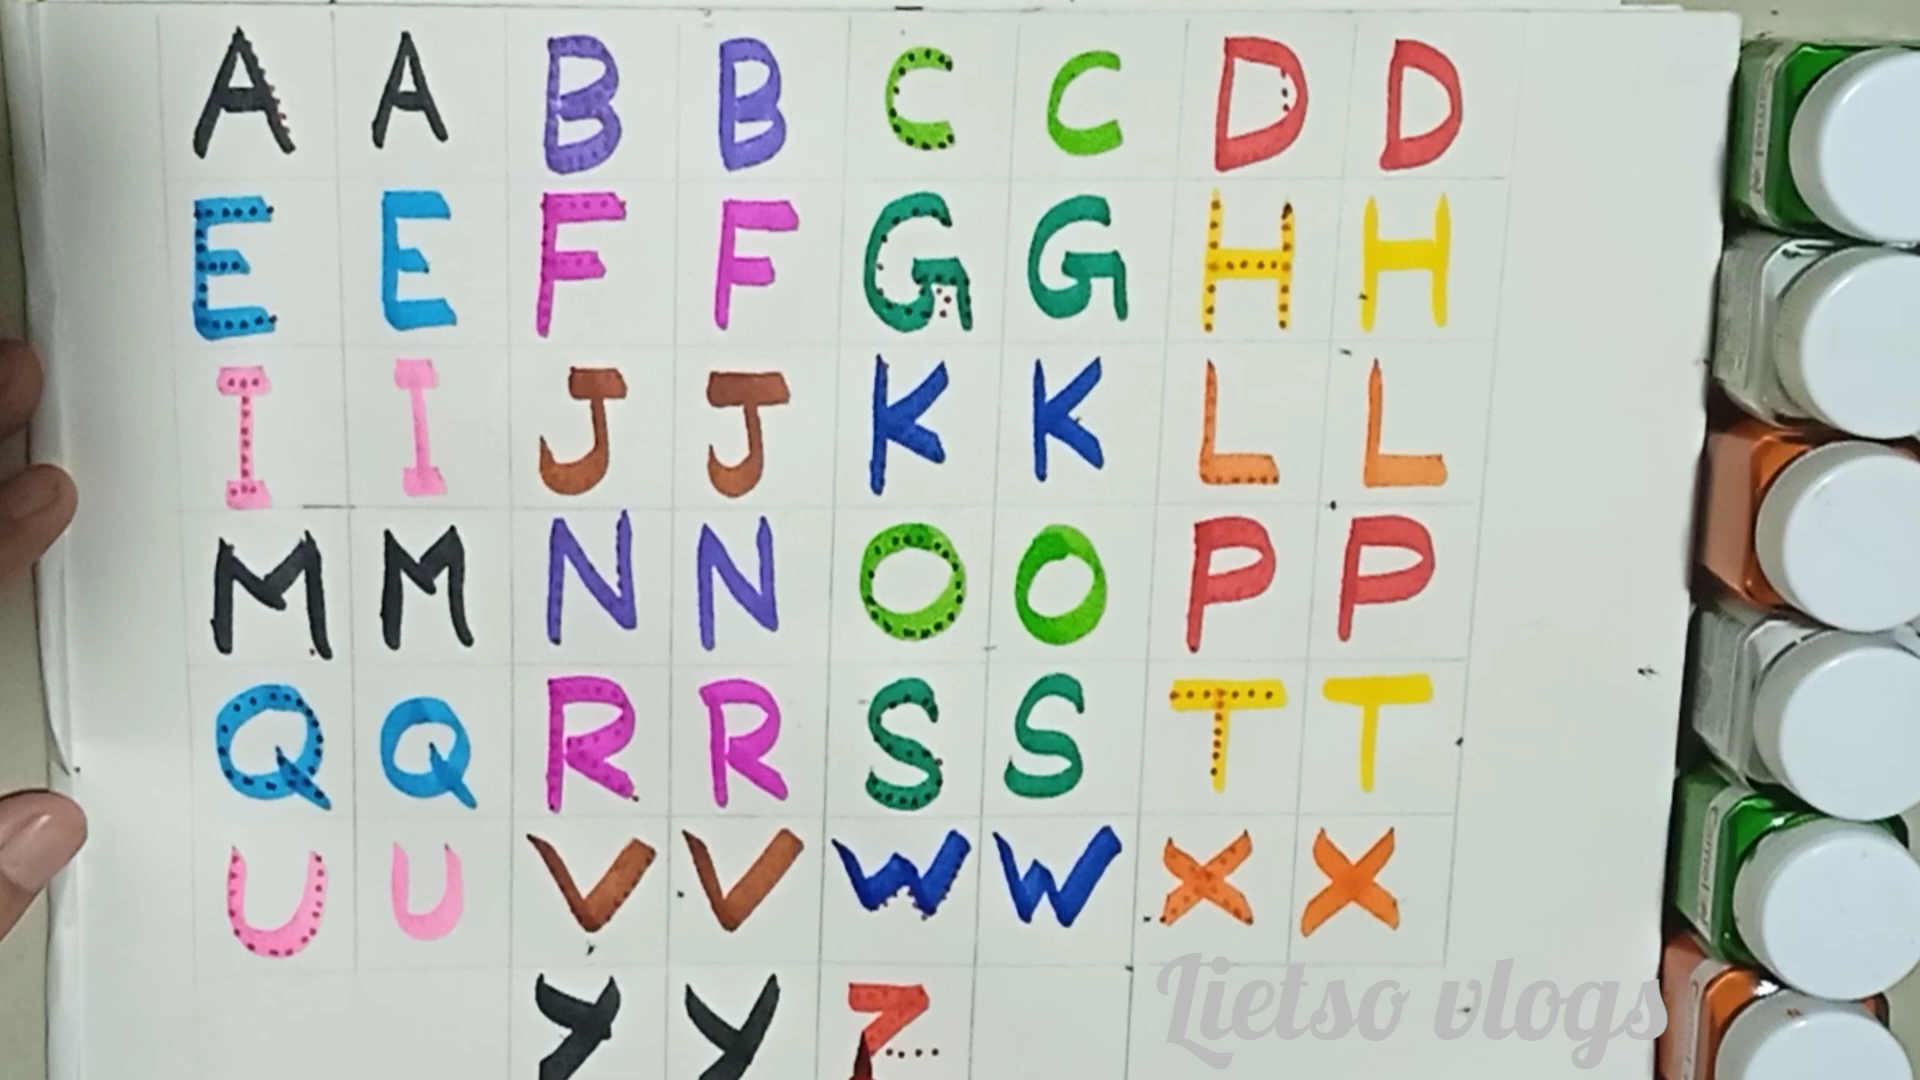 A A B B C C D D
E E F F G G H H
I I J J K K L L
M M N N O O P P
Q Q R R S S T T
U U V V W W X X
Y Y Z
Lietso vlogs